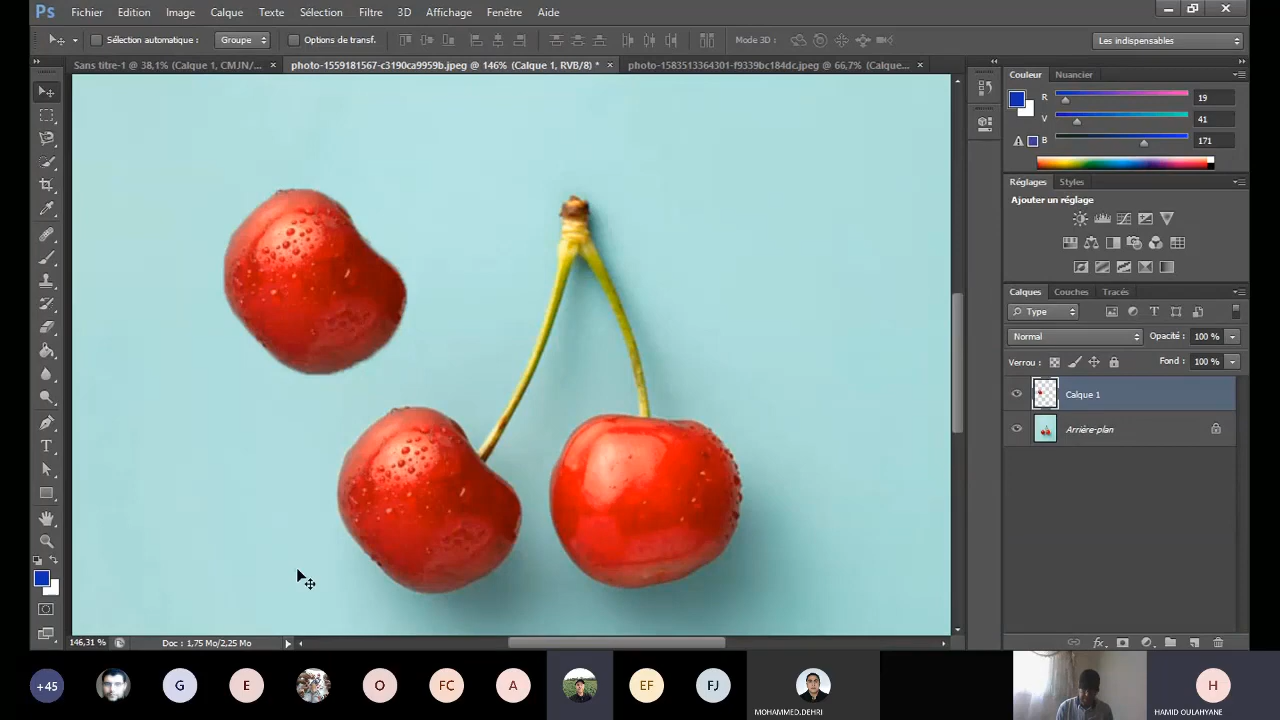 Ps Fichier Edition Image Calque Texte Sélection Filtre 3D Affichage Fenêtre Aide
Sélection automatique : Groupe Options de transf. Mode 3D : Les indispensables
Sans titre-1 @ 38,1% (Calque 1, CMJN/... × photo-1559181567-c3190ca9959b.jpeg @ 146% (Calque 1, RVB/8) * × photo-1583513364301-f9339bc184dc.jpeg @ 66,7% (Calque... ×
Couleur Nuancier
R 19
V 41
B 171
Réglages Styles
Ajouter un réglage
Calques Couches Tracés
Type
Normal Opacité : 100 %
Verrou : Fond : 100 %
Calque 1
Arrière-plan
146,31 % Doc : 1,75 Mo/2,25 Mo
fx
+45 G E O FC A EF FJ H
MOHAMMED.DEHRI HAMID OULAHYANE